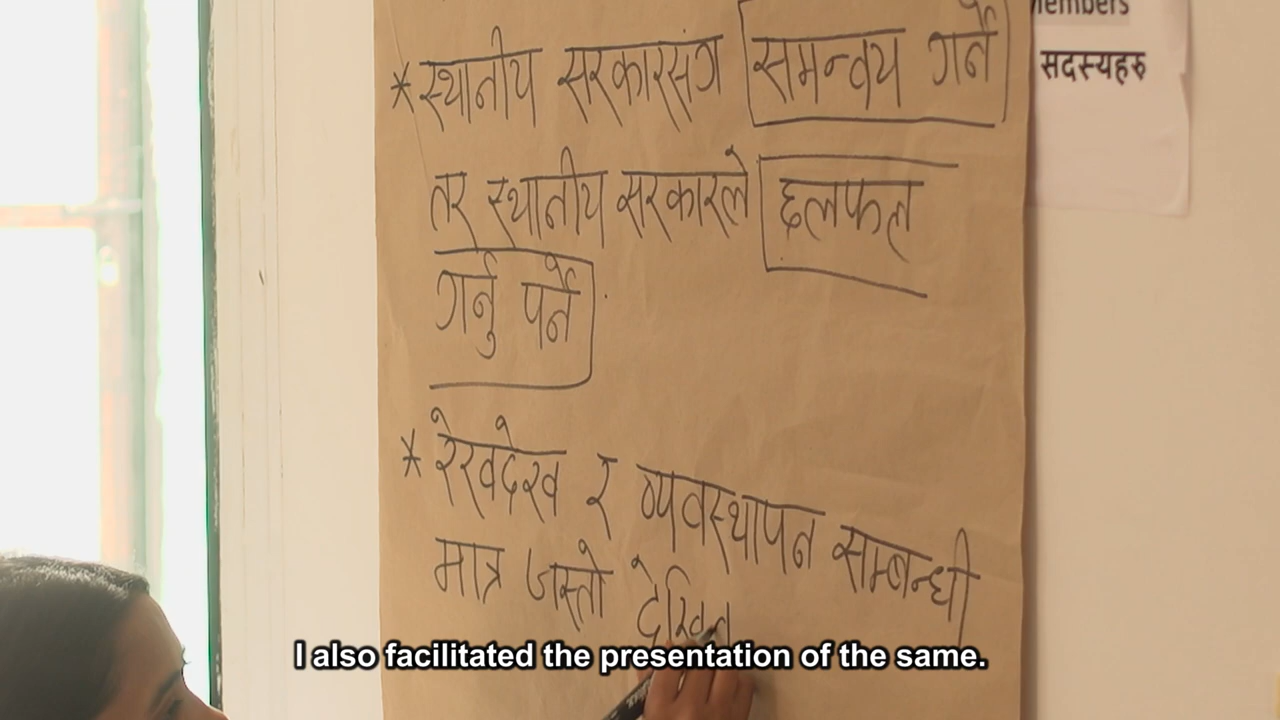 * स्थानीय सरकारसंग समन्वय गर्ने
तर स्थानीय सरकारले छलफल
गर्नु पर्ने
* रेखदेख र व्यवस्थापन सम्बन्धी
मात्र जस्तो
Members
सदस्यहरु
I also facilitated the presentation of the same.